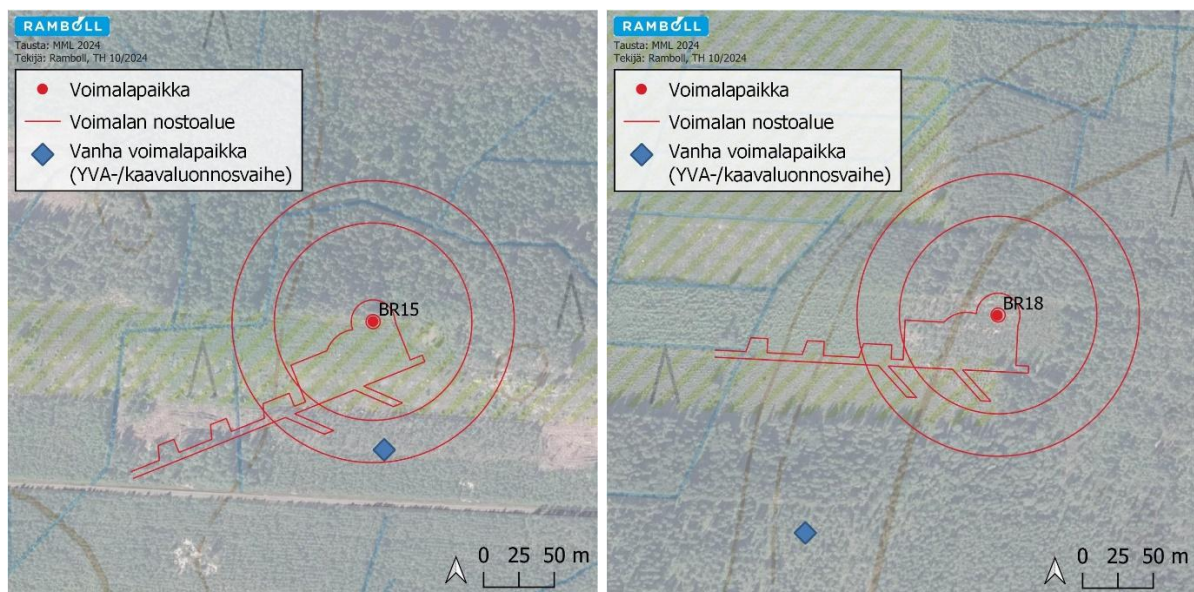 RAMBOLL
Tausta: MML 2024
Tekijä: Ramboll, TH 10/2024
Voimalapaikka
Voimalan nostoalue
Vanha voimalapaikka
(YVA-/kaavaluonnosvaihe)
BR15
0 25 50 m
RAMBOLL
Tausta: MML 2024
Tekijä: Ramboll, TH 10/2024
Voimalapaikka
Voimalan nostoalue
Vanha voimalapaikka
(YVA-/kaavaluonnosvaihe)
BR18
0 25 50 m